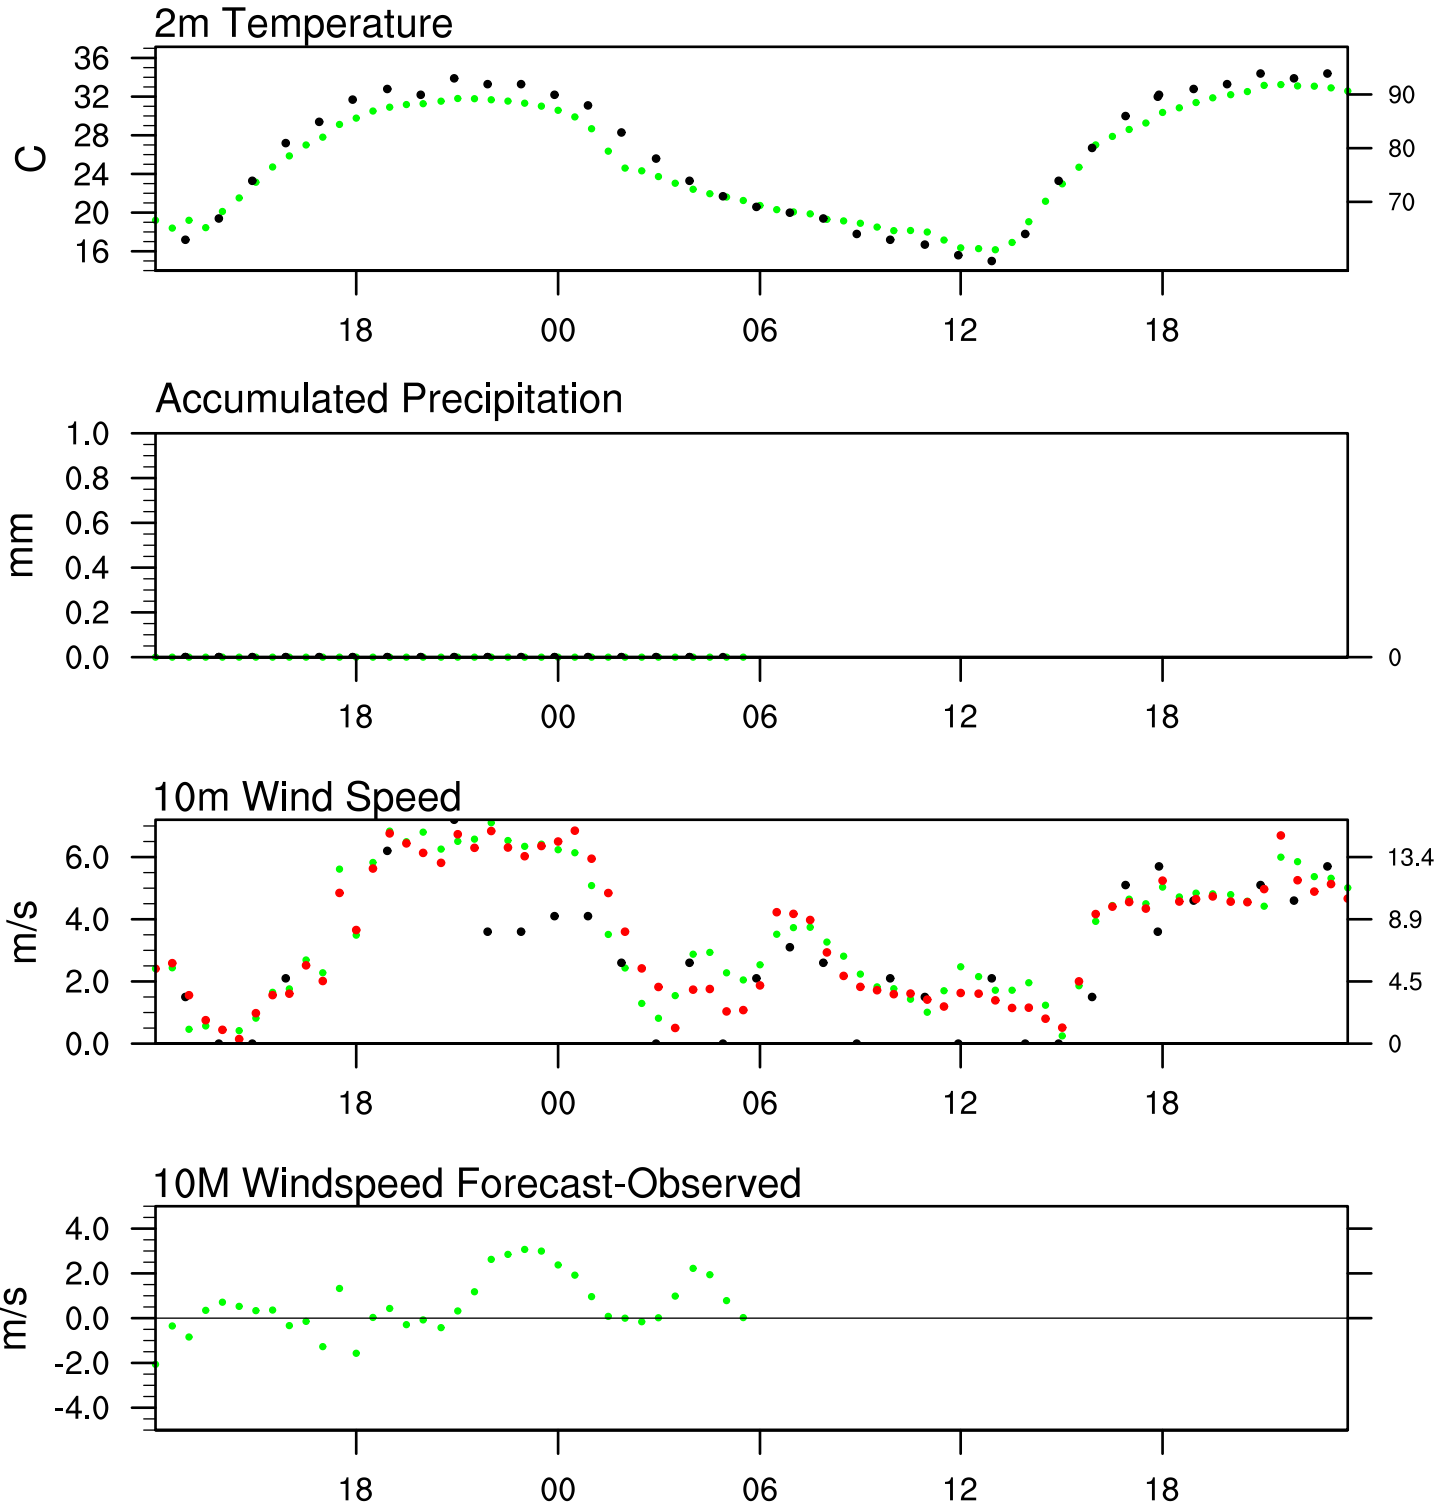 2m Temperature
36
32
28
24
20
16
C
90
80
70
18 00 06 12 18
Accumulated Precipitation
1.0
0.8
0.6
0.4
0.2
0.0
mm
0
18 00 06 12 18
10m Wind Speed
6.0
4.0
2.0
0.0
m/s
13.4
8.9
4.5
0
18 00 06 12 18
10M Windspeed Forecast-Observed
4.0
2.0
0.0
-2.0
-4.0
m/s
18 00 06 12 18